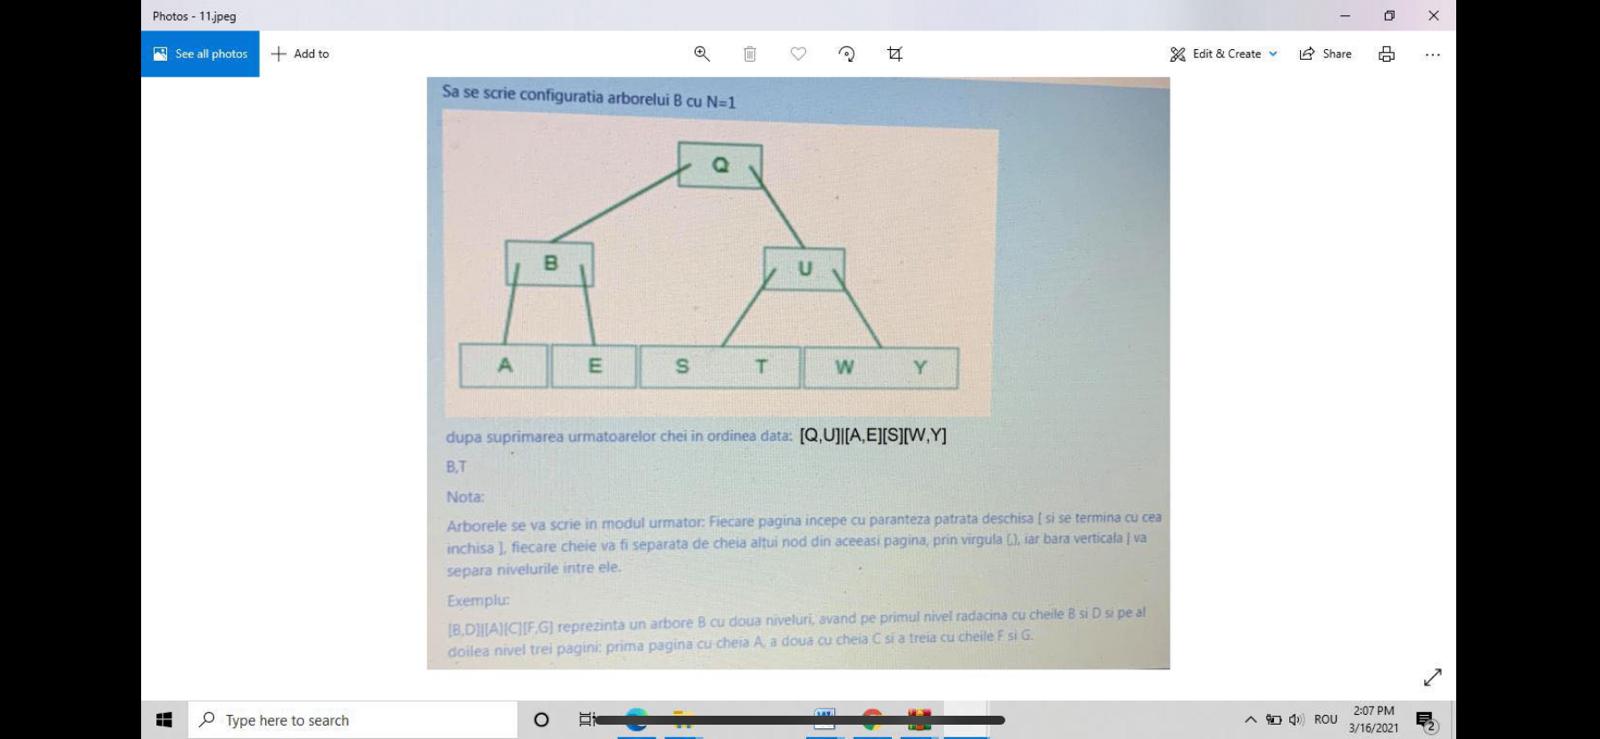 Photos - 11.jpeg
See all photos
Add to
Edit & Create
Share
Sa se scrie configuratia arborelui B cu N=1
Q
B U
A E S T W Y
dupa suprimarea urmatoarelor chei in ordinea data: [Q,U]|[A,E][S][W,Y]
B,T
Nota:
Arborele se va scrie in modul urmator: Fiecare pagina incepe cu paranteza patrata deschisa [ si se termina cu cea
inchisa ], fiecare cheie va fi separata de cheia altui nod din aceeasi pagina, prin virgula (,), iar bara verticala | va
separa nivelurile intre ele.
Exemplu:
[B,D]|[A][C][F,G] reprezinta un arbore B cu doua niveluri, avand pe primul nivel radacina cu cheile B si D si pe al
doilea nivel trei pagini: prima pagina cu cheia A, a doua cu cheia C si a treia cu cheile F si G.
Type here to search
ROU
2:07 PM
3/16/2021
2